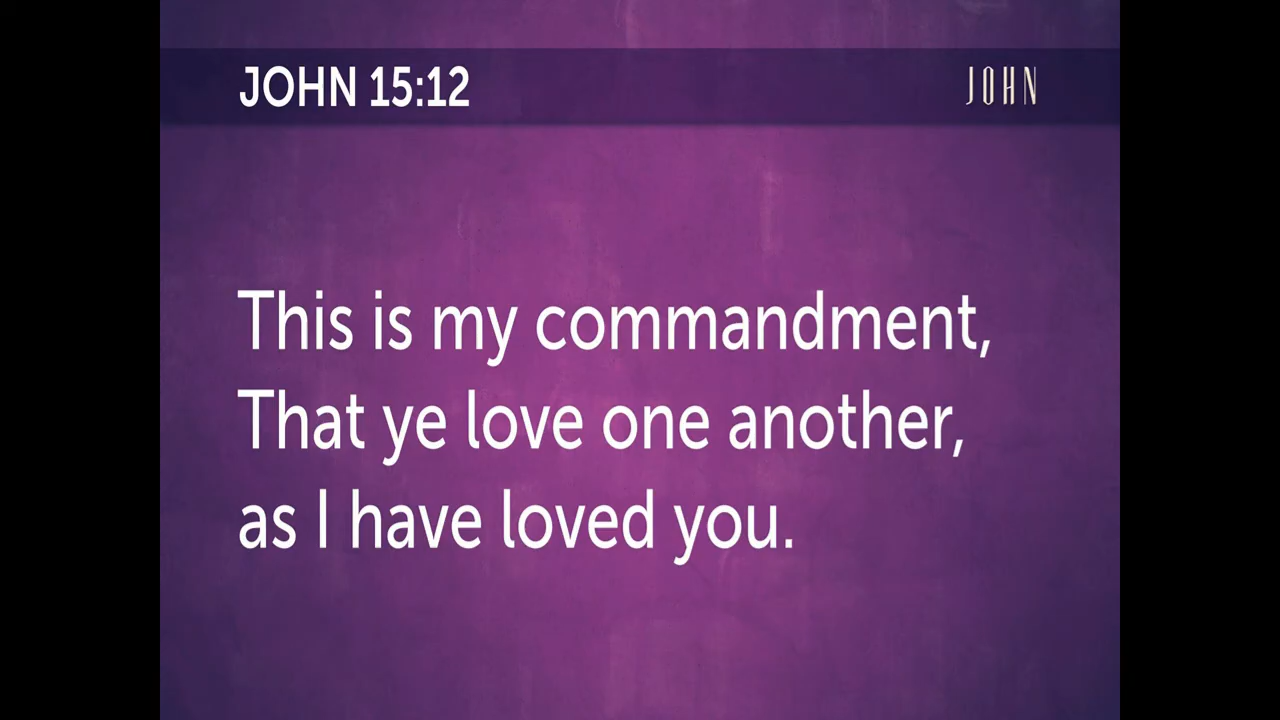 JOHN 15:12
JOHN
This is my commandment,
That ye love one another,
as I have loved you.